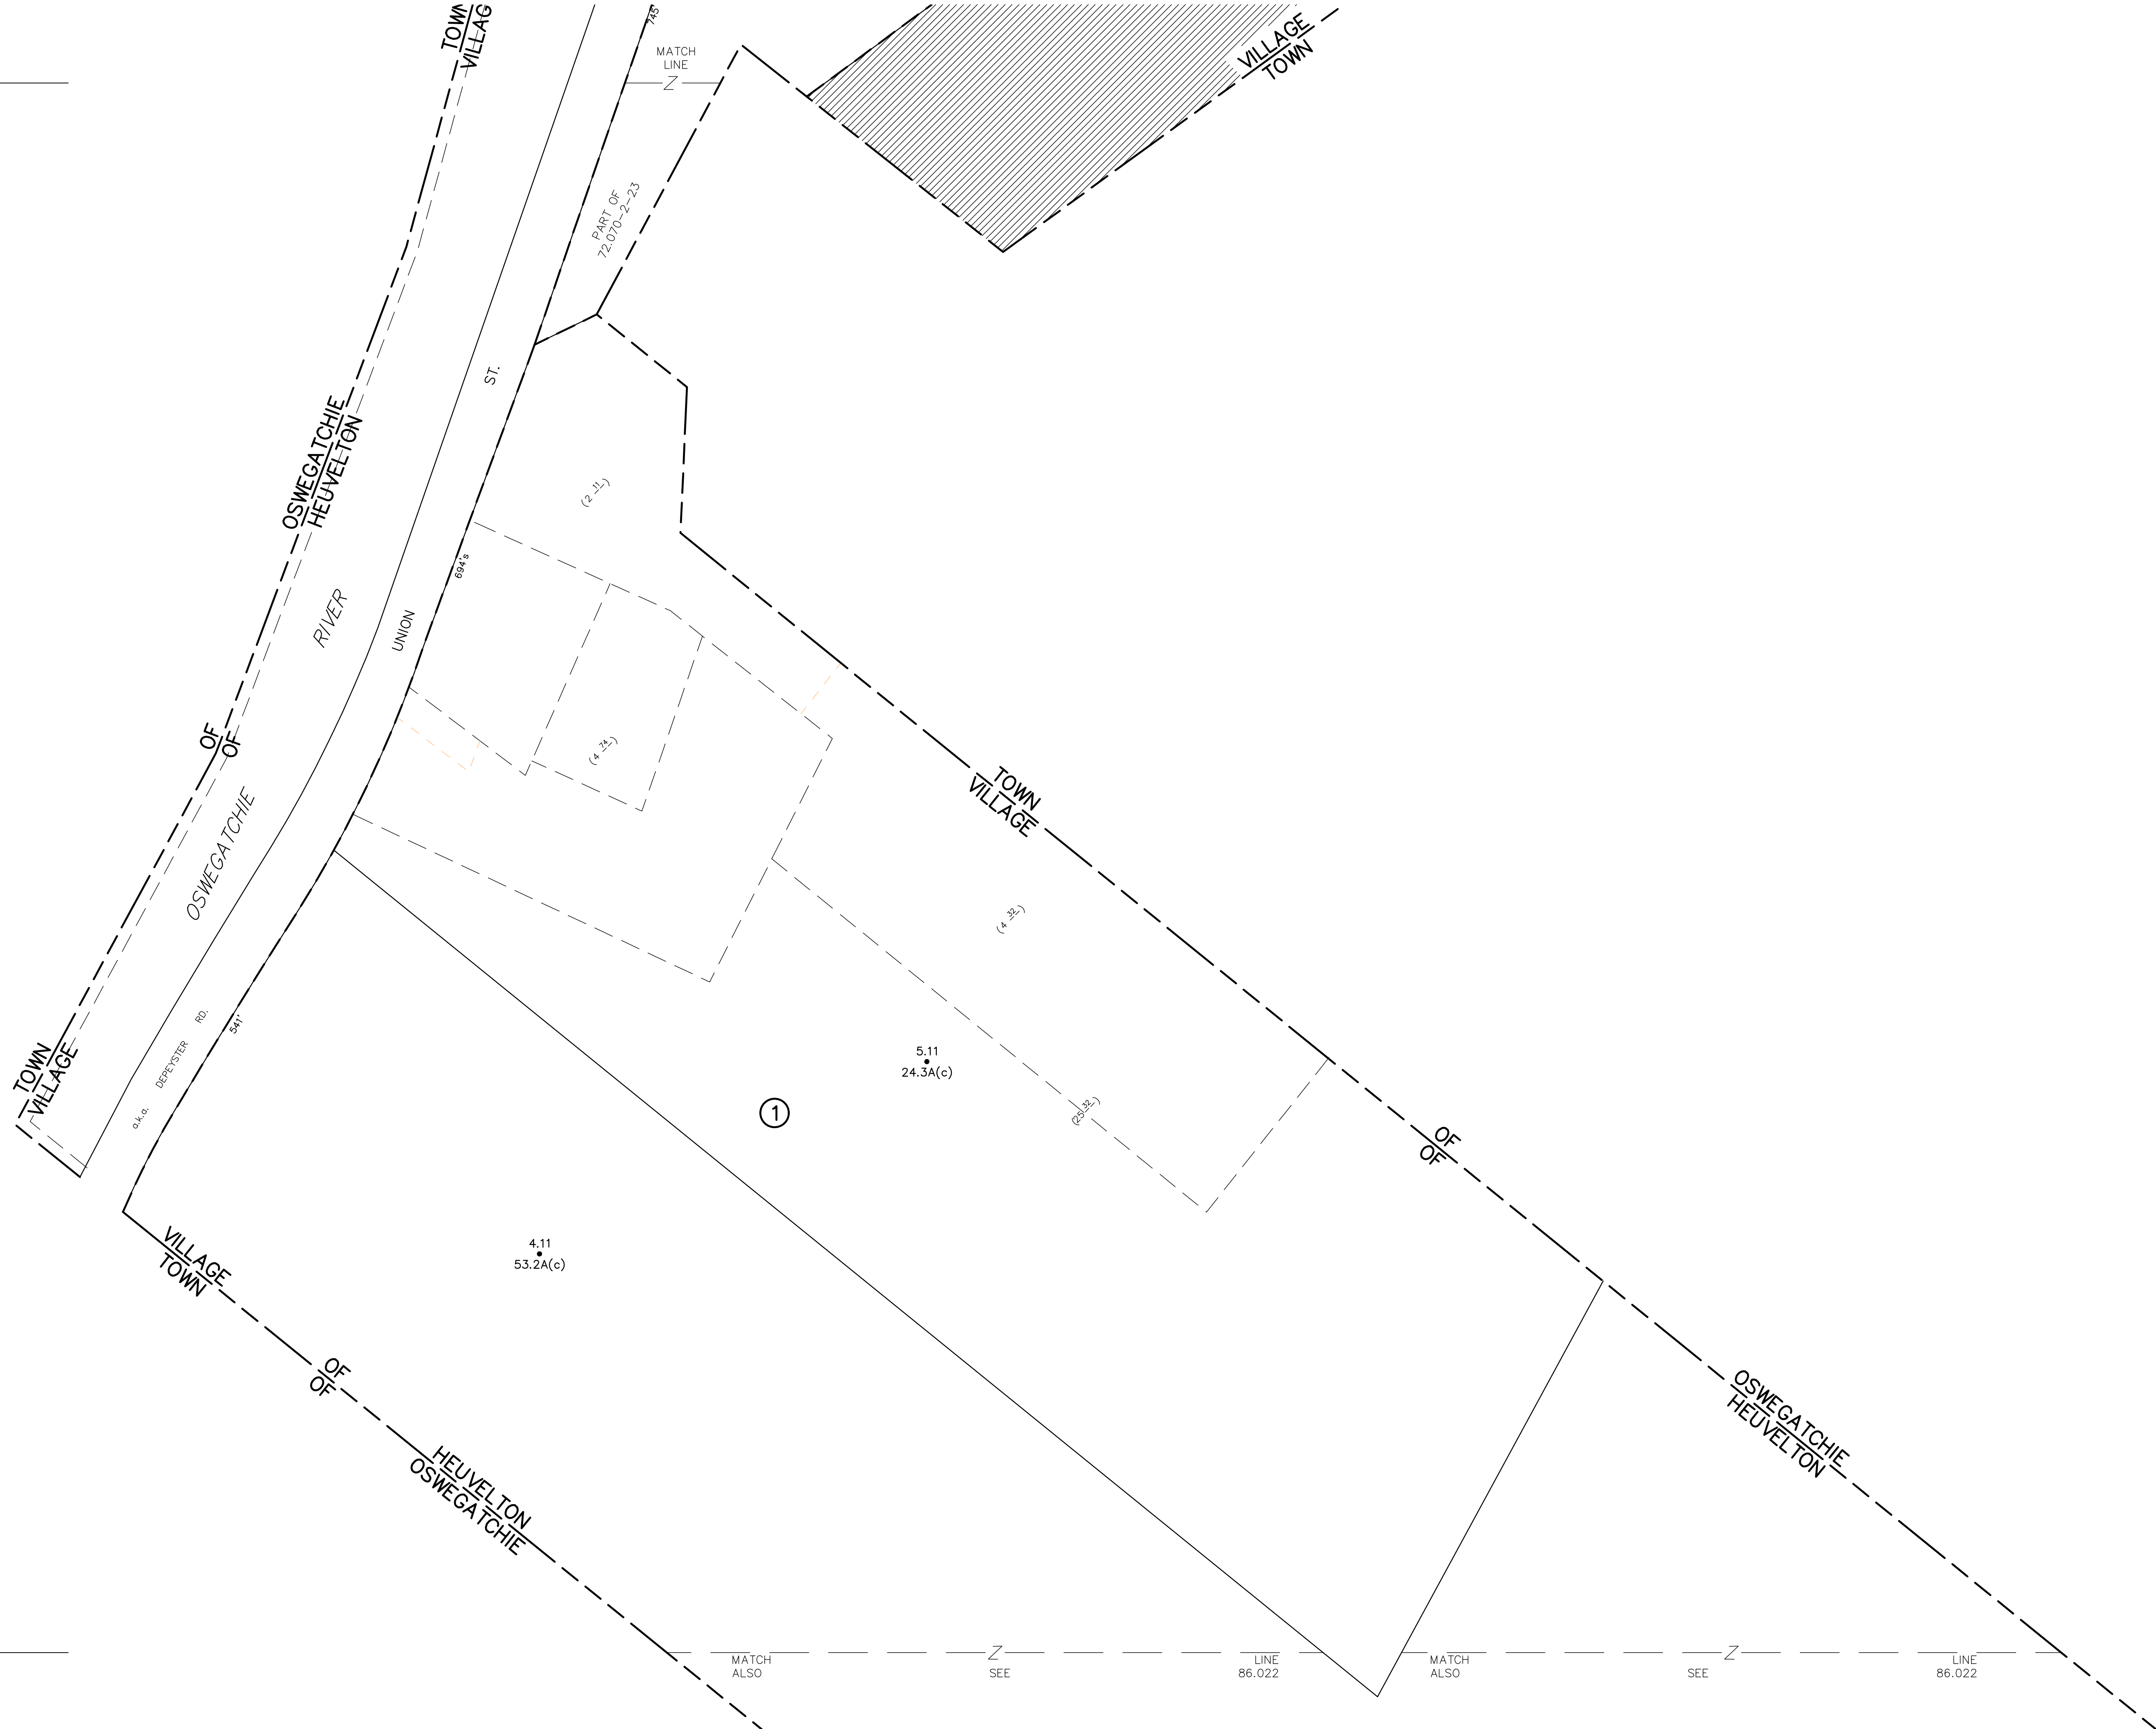 TOWN
VILLAG
745'
MATCH
LINE
Z
VILLAGE
TOWN
PART OF
72.070-2-23
ST.
OSWEGATCHIE
HEUVELTON
(2 11)
694's
RIVER
UNION
OF
OF
(4 74)
TOWN
VILLAGE
OSWEGATCHIE
(4 32)
541'
a.k.a. DEPEYSTER RD.
TOWN
VILLAGE
5.11
24.3A(c)
1
(25 32)
OF
OF
4.11
53.2A(c)
VILLAGE
TOWN
OF
OF
OSWEGATCHIE
HEUVELTON
HEUVELTON
OSWEGATCHIE
MATCH Z LINE
ALSO SEE 86.022
MATCH Z LINE
ALSO SEE 86.022